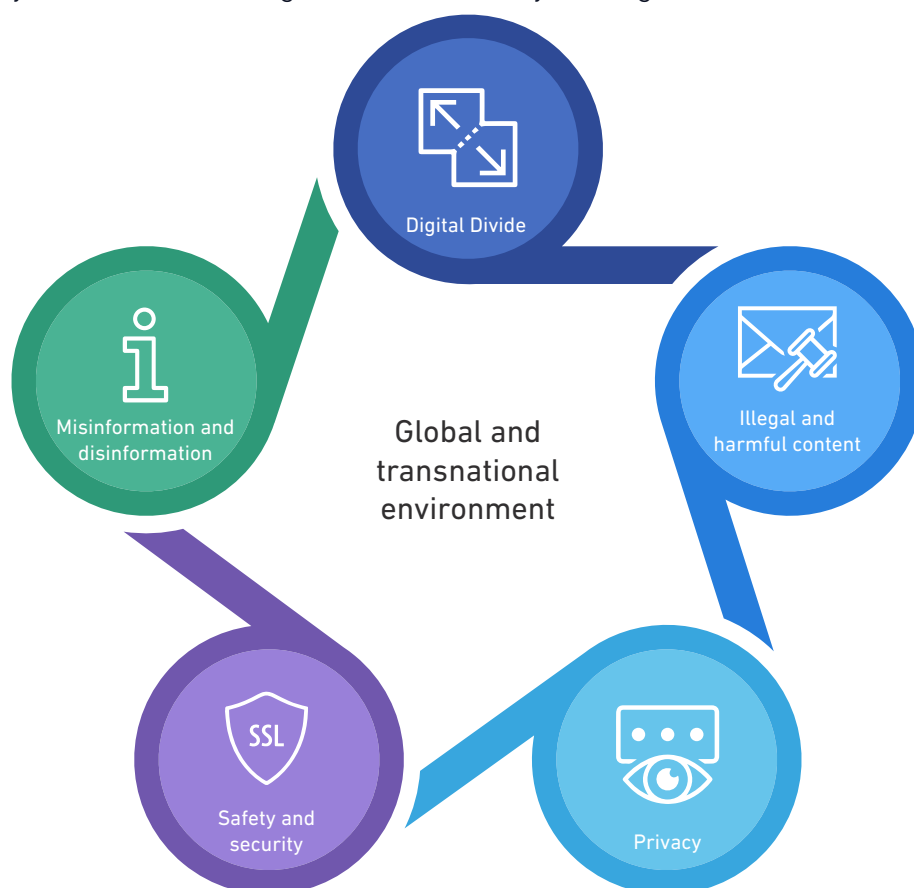 Digital Divide
Illegal and
harmful content
Misinformation and
disinformation
Global and
transnational
environment
SSL
Safety and
security
Privacy